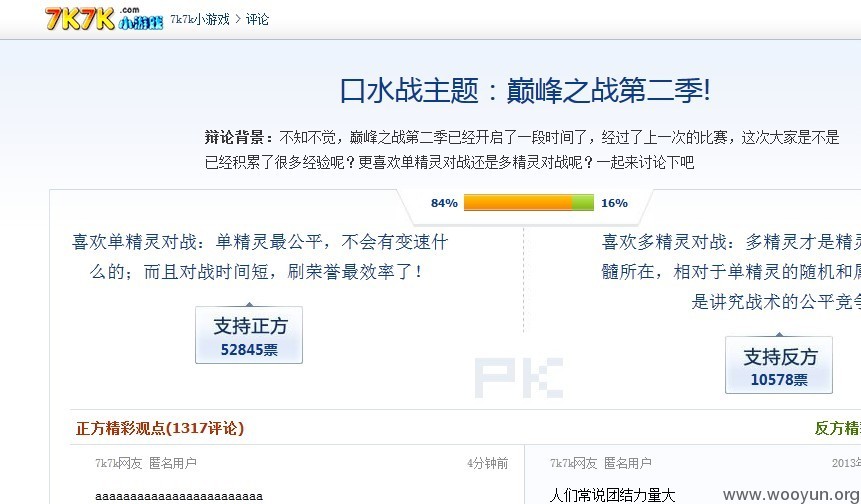 7K7K.com 小游戏 7k7k小游戏 > 评论
口水战主题：巅峰之战第二季!
辩论背景：不知不觉，巅峰之战第二季已经开启了一段时间了，经过了上一次的比赛，这次大家是不是
已经积累了很多经验呢？更喜欢单精灵对战还是多精灵对战呢？一起来讨论下吧
84% 16%
喜欢单精灵对战：单精灵最公平，不会有变速什
么的；而且对战时间短，刷荣誉最效率了！
支持正方
52845票
喜欢多精灵对战：多精灵才是精灵
髓所在，相对于单精灵的随机和属
是讲究战术的公平竞争
支持反方
10578票
PK
正方精彩观点(1317评论)
反方精彩
7k7k网友 匿名用户 4分钟前
aaaaaaaaaaaaaaaaaaaaaaaa
7k7k网友 匿名用户 2013年
人们常说团结力量大
www.wooyun.org